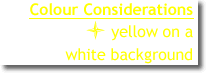 Colour Considerations
yellow on a
white background